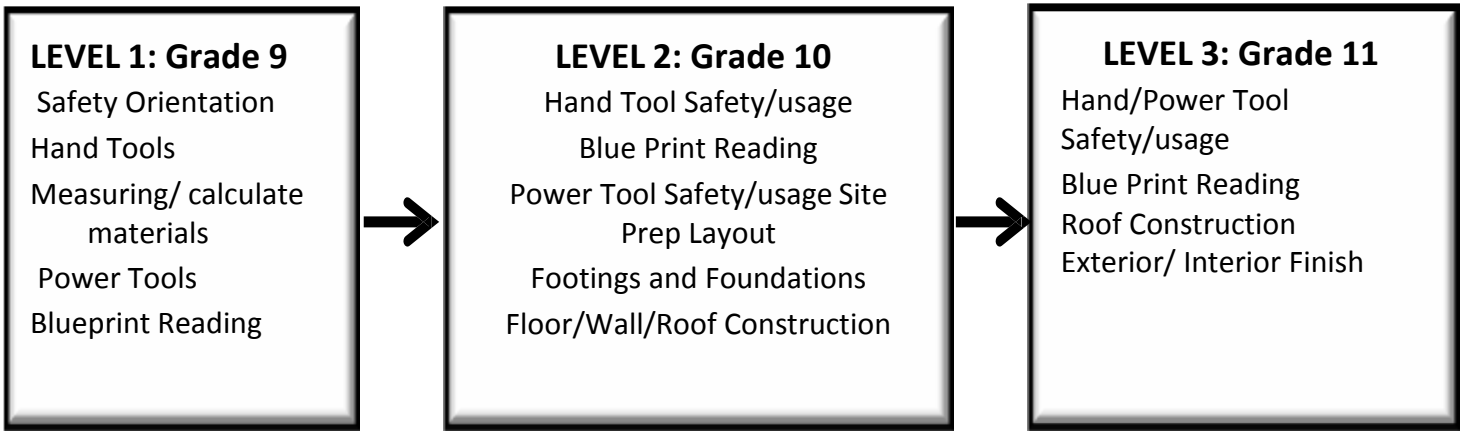 LEVEL 1: Grade 9
Safety Orientation
Hand Tools
Measuring/ calculate
materials
Power Tools
Blueprint Reading
LEVEL 2: Grade 10
Hand Tool Safety/usage
Blue Print Reading
Power Tool Safety/usage Site
Prep Layout
Footings and Foundations
Floor/Wall/Roof Construction
LEVEL 3: Grade 11
Hand/Power Tool
Safety/usage
Blue Print Reading
Roof Construction
Exterior/ Interior Finish